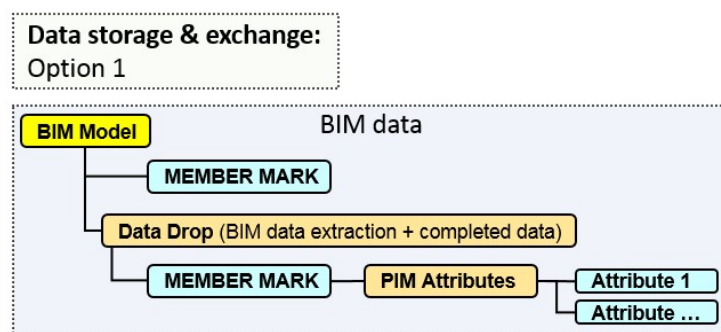 Data storage & exchange:
Option 1
BIM data
BIM Model
MEMBER MARK
Data Drop (BIM data extraction + completed data)
MEMBER MARK
PIM Attributes
Attribute 1
Attribute ...